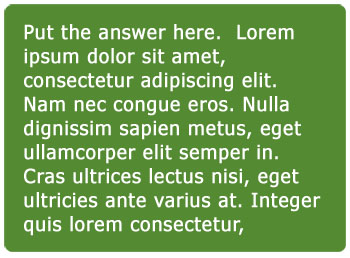 Put the answer here.  Lorem
ipsum dolor sit amet,
consectetur adipiscing elit.
Nam nec congue eros. Nulla
dignissim sapien metus, eget
ullamcorper elit semper in.
Cras ultrices lectus nisi, eget
ultricies ante varius at. Integer
quis lorem consectetur,